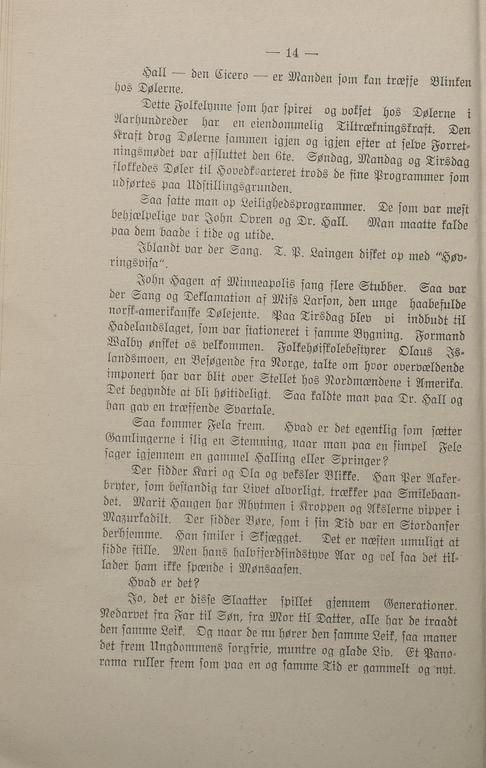 — 14 —
Hall — den Cicero — er Manden som kan træffe Blinken
hos Dølerne.
Dette Folkelynne som har spiret og vokset hos Dølerne i
Aarhundreder har en eiendommelig Tiltrækningskraft. Den
Kraft drog Dølerne sammen igjen og igjen efter at selve Forret-
ningsmødet var afsluttet den 6te. Søndag, Mandag og Tirsdag
flokkedes Døler til Hovedkvarteret trods de fine Programmer som
udførtes paa Udstillingsgrunden.
Saa satte man op Leilighedsprogrammer. De som var mest
behjælpelige var John Ovren og Dr. Hall. Man maatte falde
paa dem baade i tide og utide.
Iblandt var der Sang. T. P. Laingen disket op med "Høv-
ringsvisa".
John Hagen af Minneapolis sang flere Stubber. Saa var
der Sang og Deklamation af Miss Larson, den unge haabefulde
norsk-amerikanske Dølejente. Paa Tirsdag blev vi indbudt til
Hadelandslaget, som var stationeret i samme Bygning. Formand
Walby ønsket os velkommen. Folkehøiskolebestyrer Olaus Is-
landsmoen, en Besøgende fra Norge, talte om hvor overvældende
imponert har var blit over Stellet hos Nordmændene i Amerika.
Det begyndte at bli høitideligt. Saa kaldte man paa Dr. Hall og
han gav en træffende Svartale.
Saa kommer Fela frem. Hvad er det egentlig som sætter
Gamlingerne i slig en Stemning, naar man paa en simpel Fele
sager igjennem en gammel Halling eller Springer?
Der sidder Kari og Ola og veksler Blikke. Han Per Aaker-
bryter, som bestandig tar Livet alvorligt, trækker paa Smilebaan-
det. Marit Haugen har Rhytmen i Kroppen og Akslerne vipper i
Mazurkadilt. Der sidder Børe, som i sin Tid var en Stordanser
derhjemme. Han smiler i Skjægget. Det er næsten umuligt at
sidde stille. Men hans halvfjerdsindstyve Aar og vel saa det til-
lader ham ikke spænde i Mønsaasen.
Hvad er det?
Jo, det er disse Slaatter spillet gjennem Generationer.
Nedarvet fra Far til Søn, fra Mor til Datter, alle har de traadt
den samme Leik. Og naar de nu hører den samme Leik, saa maner
det frem Ungdommens sorgfrie, muntre og glade Liv. Et Pano-
rama ruller frem som paa en og samme Tid er gammelt og nyt.